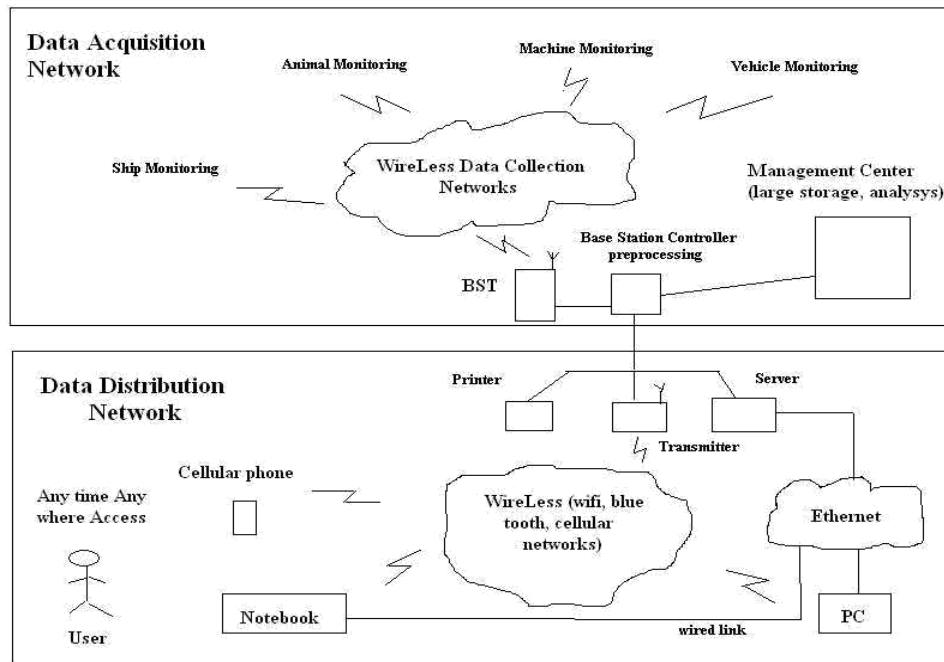 Data Acquisition
Network
Machine Monitoring
Animal Monitoring
Vehicle Monitoring
WireLess Data Collection
Networks
Ship Monitoring
Management Center
(large storage, analysys)
Base Station Controller
preprocessing
BST
Data Distribution
Network
Printer
Server
Transmitter
Cellular phone
Any time Any
where Access
WireLess (wifi, blue
tooth, cellular
networks)
Ethernet
User
Notebook
wired link
PC